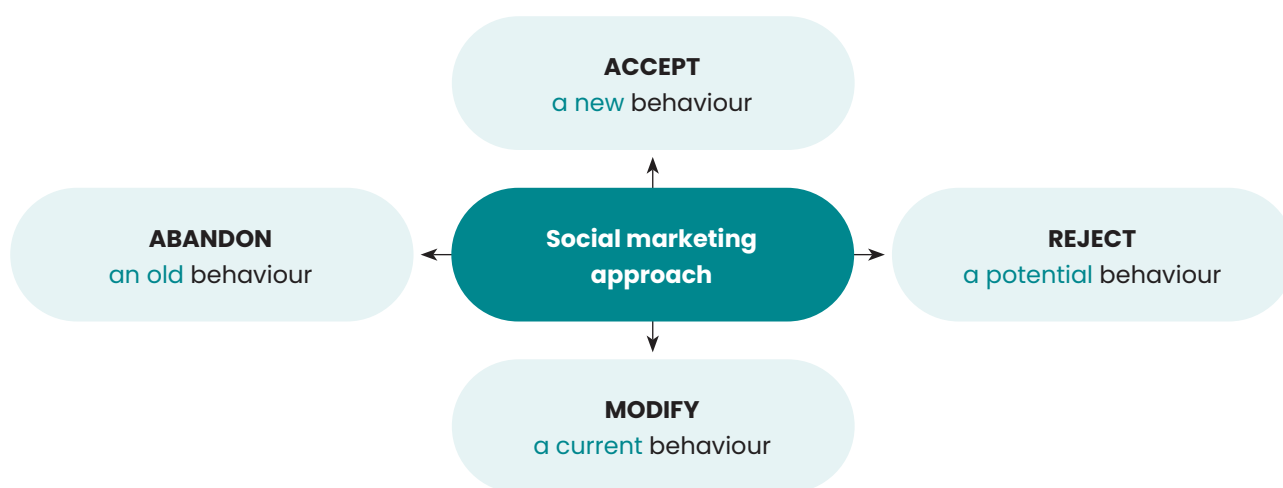 ACCEPT
a new behaviour
ABANDON
an old behaviour
Social marketing
approach
REJECT
a potential behaviour
MODIFY
a current behaviour